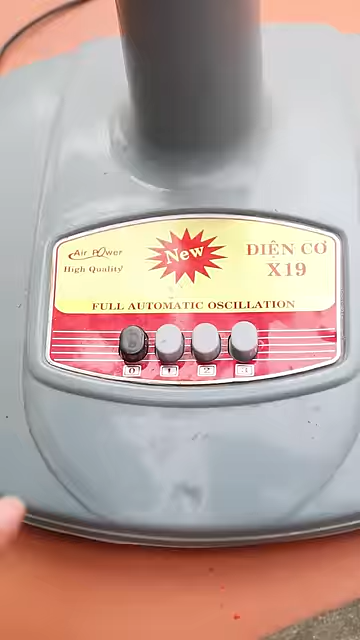 Air Power
High Quality
New
ĐIỆN CƠ
X19
FULL AUTOMATIC OSCILLATION
0 1 2 3